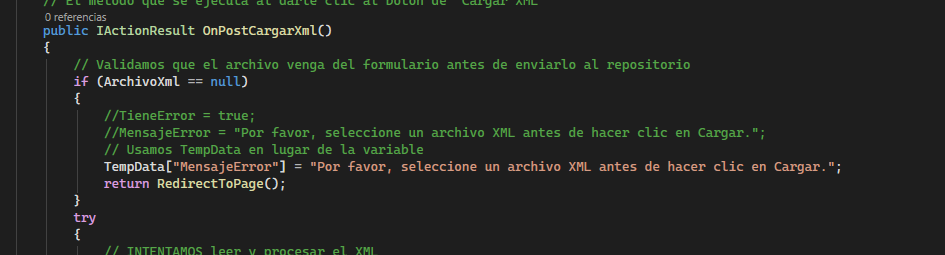 // El método que se ejecuta al darle clic al botón de "Cargar XML"
0 referencias
public IActionResult OnPostCargarXml()
{
// Validamos que el archivo venga del formulario antes de enviarlo al repositorio
if (ArchivoXml == null)
{
//TieneError = true;
//MensajeError = "Por favor, seleccione un archivo XML antes de hacer clic en Cargar.";
// Usamos TempData en lugar de la variable
TempData["MensajeError"] = "Por favor, seleccione un archivo XML antes de hacer clic en Cargar.";
return RedirectToPage();
}
try
{
// INTENTAMOS leer y procesar el XML